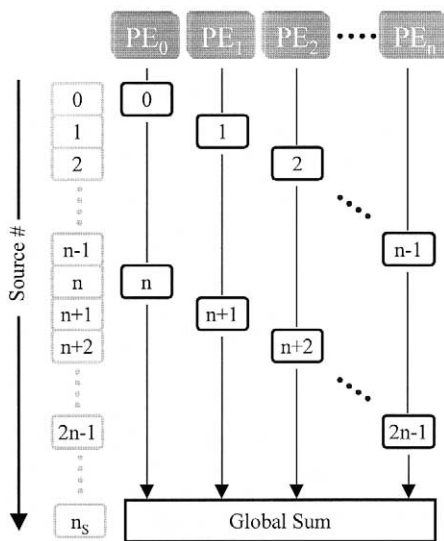 PE0 PE1 PE2 •••• PEn
Source #
0 0
1 1
2 2
n-1 n-1
n n
n+1 n+1
n+2 n+2
2n-1 2n-1
nS Global Sum